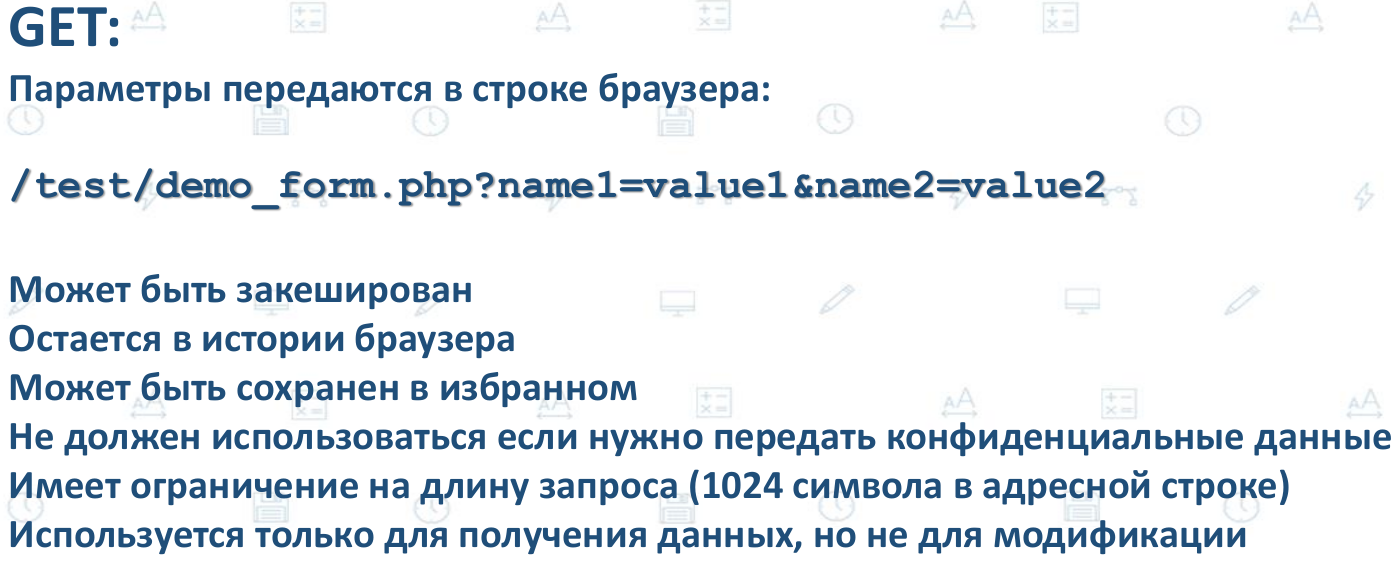 GET:
Параметры передаются в строке браузера:
/test/demo_form.php?name1=value1&name2=value2
Может быть закеширован
Остается в истории браузера
Может быть сохранен в избранном
Не должен использоваться если нужно передать конфиденциальные данные
Имеет ограничение на длину запроса (1024 символа в адресной строке)
Используется только для получения данных, но не для модификации